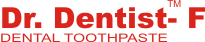 Dr. Dentist- F™
DENTAL TOOTHPASTE